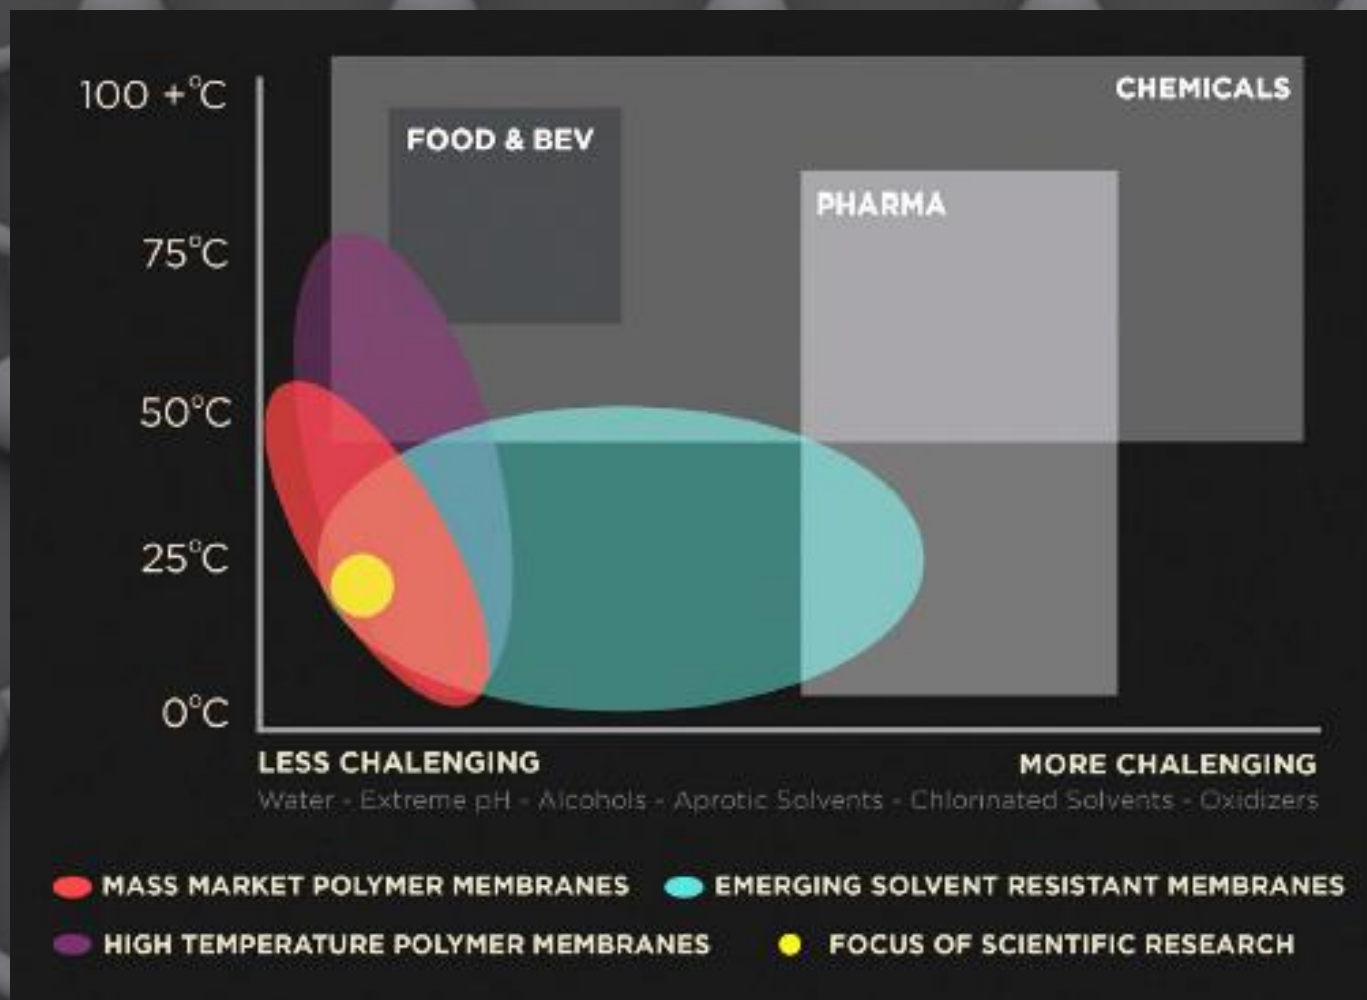 100 +°C
CHEMICALS
FOOD & BEV
PHARMA
75°C
50°C
25°C
0°C
LESS CHALENGING
MORE CHALENGING
Water - Extreme pH - Alcohols - Aprotic Solvents - Chlorinated Solvents - Oxidizers
MASS MARKET POLYMER MEMBRANES
EMERGING SOLVENT RESISTANT MEMBRANES
HIGH TEMPERATURE POLYMER MEMBRANES
FOCUS OF SCIENTIFIC RESEARCH